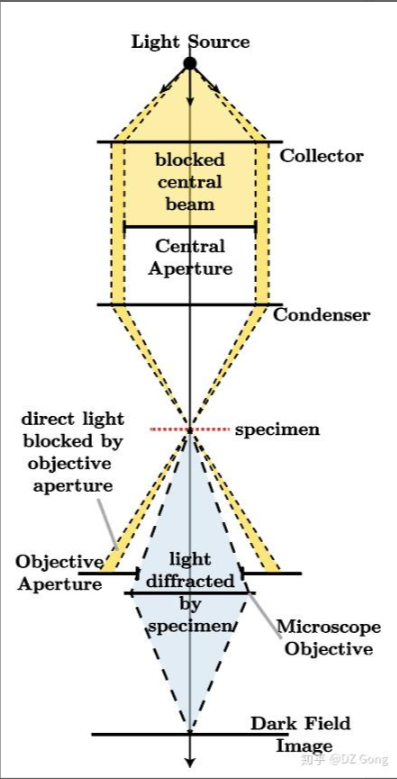 Light Source
Collector
blocked
central
beam
Central
Aperture
Condenser
direct light
blocked by
objective
aperture
specimen
Objective
Aperture
light
diffracted
by
specimen
Microscope
Objective
Dark Field
Image
知乎 @DZ Gong